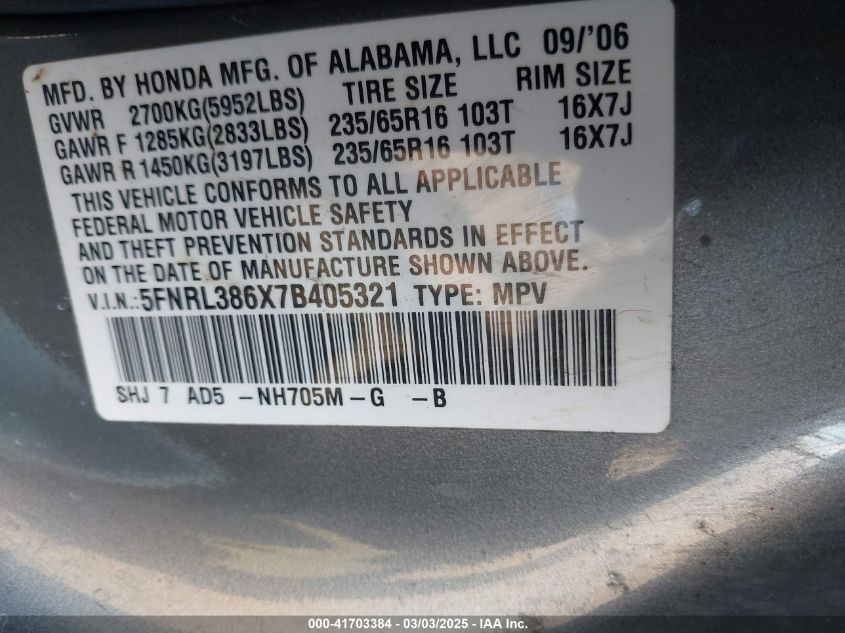 MFD. BY HONDA MFG. OF ALABAMA, LLC 09/'06
GVWR 2700KG(5952LBS) TIRE SIZE RIM SIZE
GAWR F 1285KG(2833LBS) 235/65R16 103T 16X7J
GAWR R 1450KG(3197LBS) 235/65R16 103T 16X7J
THIS VEHICLE CONFORMS TO ALL APPLICABLE
FEDERAL MOTOR VEHICLE SAFETY
AND THEFT PREVENTION STANDARDS IN EFFECT
ON THE DATE OF MANUFACTURE SHOWN ABOVE.
V.I.N.:5FNRL386X7B405321 TYPE: MPV
SHJ 7 AD5 -NH705M-G -B
000-41703384 / 03/03/2025 - IAA Inc.